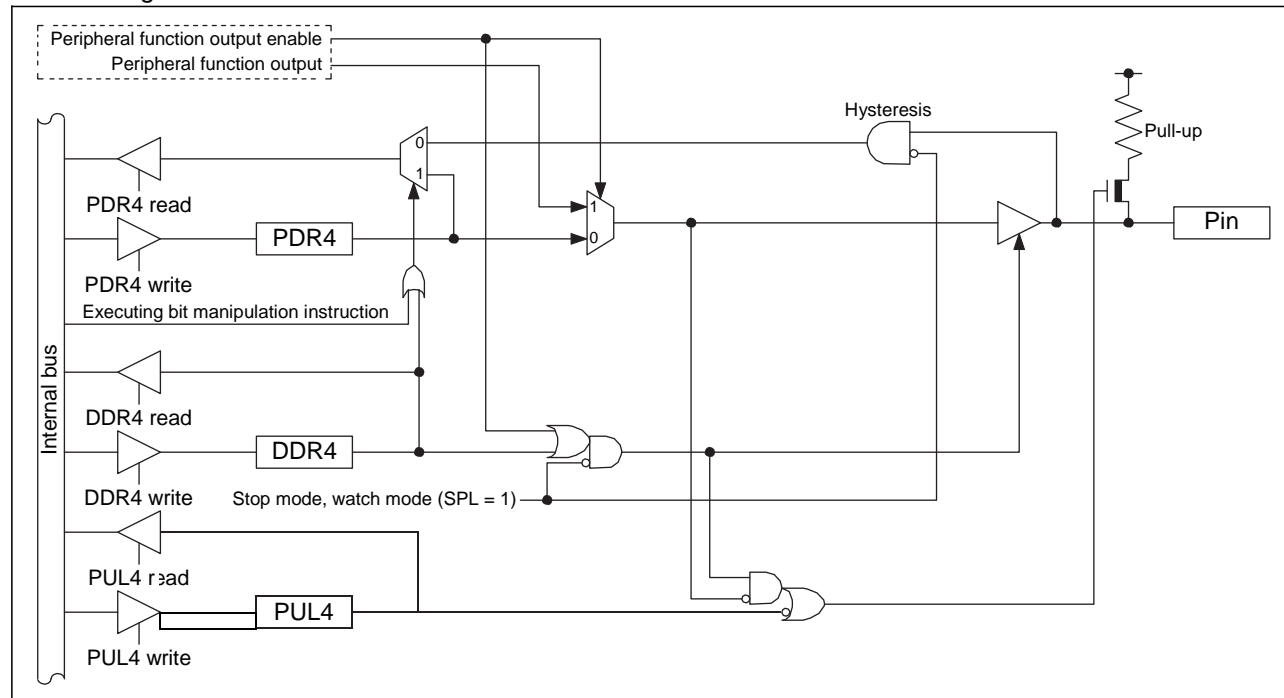 Peripheral function output enable
Peripheral function output
Hysteresis
Pull-up
0
1
PDR4 read
1
PDR4
0
Pin
PDR4 write
Executing bit manipulation instruction
Internal bus
DDR4 read
DDR4
DDR4 write
Stop mode, watch mode (SPL = 1)
PUL4 read
PUL4
PUL4 write